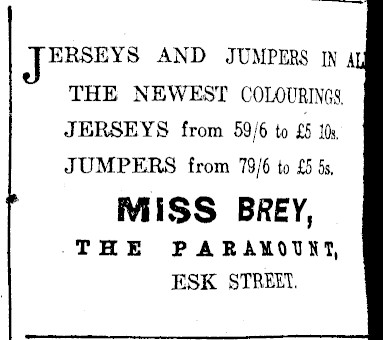 JERSEYS AND JUMPERS IN ALL
THE NEWEST COLOURINGS.
JERSEYS from 59/6 to £5 10s.
JUMPERS from 79/6 to £5 5s.
MISS BREY,
THE PARAMOUNT,
ESK STREET.